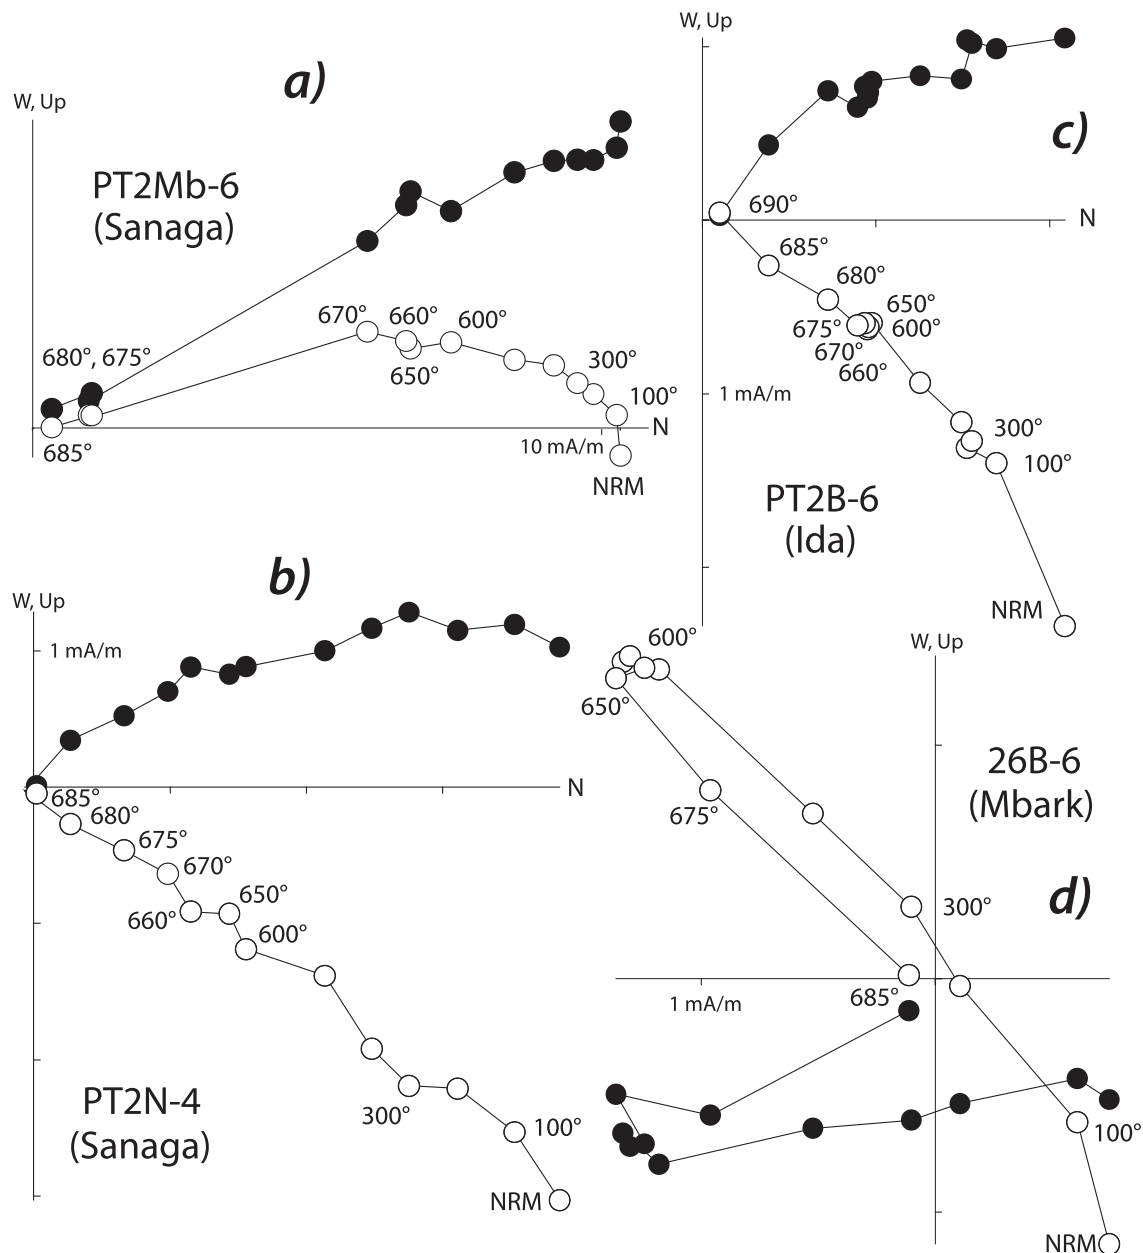 a)
W, Up
PT2Mb-6
(Sanaga)
670°
660°
600°
650°
680°, 675°
300°
100°
685°
10 mA/m
N
NRM
b)
W, Up
1 mA/m
N
685°
680°
675°
670°
650°
660°
600°
300°
100°
NRM
PT2N-4
(Sanaga)
W, Up
c)
690°
N
685°
680°
650°
675°
600°
670°
660°
1 mA/m
300°
100°
PT2B-6
(Ida)
NRM
600°
W, Up
650°
26B-6
(Mbark)
675°
d)
300°
685°
1 mA/m
100°
NRM